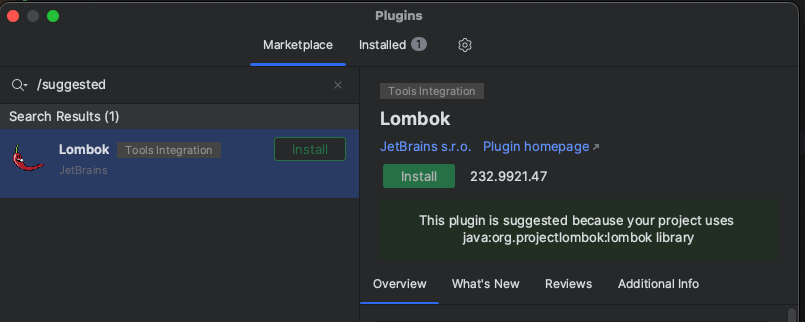 Plugins
Marketplace
Installed 1
/suggested
Search Results (1)
Lombok Tools Integration
Install
JetBrains
Tools Integration
Lombok
JetBrains s.r.o. Plugin homepage ↗
Install 232.9921.47
This plugin is suggested because your project uses
java:org.projectlombok:lombok library
Overview What's New Reviews Additional Info